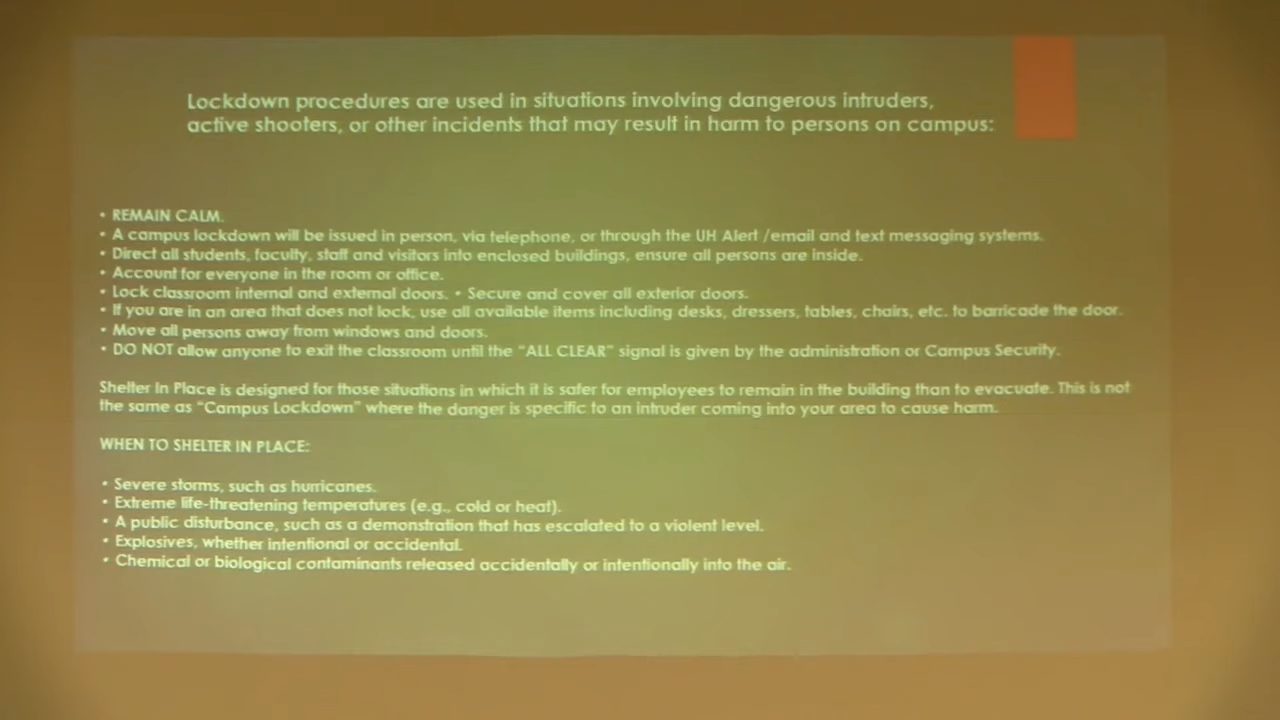 Lockdown procedures are used in situations involving dangerous intruders,
active shooters, or other incidents that may result in harm to persons on campus:
• REMAIN CALM.
• A campus lockdown will be issued in person, via telephone, or through the UH Alert /email and text messaging systems.
• Direct all students, faculty, staff and visitors into enclosed buildings, ensure all persons are inside.
• Account for everyone in the room or office.
• Lock classroom internal and external doors. • Secure and cover all exterior doors.
• If you are in an area that does not lock, use all available items including desks, dressers, tables, chairs, etc. to barricade the door.
• Move all persons away from windows and doors.
• DO NOT allow anyone to exit the classroom until the “ALL CLEAR” signal is given by the administration or Campus Security.
Shelter In Place is designed for those situations in which it is safer for employees to remain in the building than to evacuate. This is not
the same as “Campus Lockdown” where the danger is specific to an intruder coming into your area to cause harm.
WHEN TO SHELTER IN PLACE:
• Severe storms, such as hurricanes.
• Extreme life-threatening temperatures (e.g., cold or heat).
• A public disturbance, such as a demonstration that has escalated to a violent level.
• Explosives, whether intentional or accidental.
• Chemical or biological contaminants released accidentally or intentionally into the air.